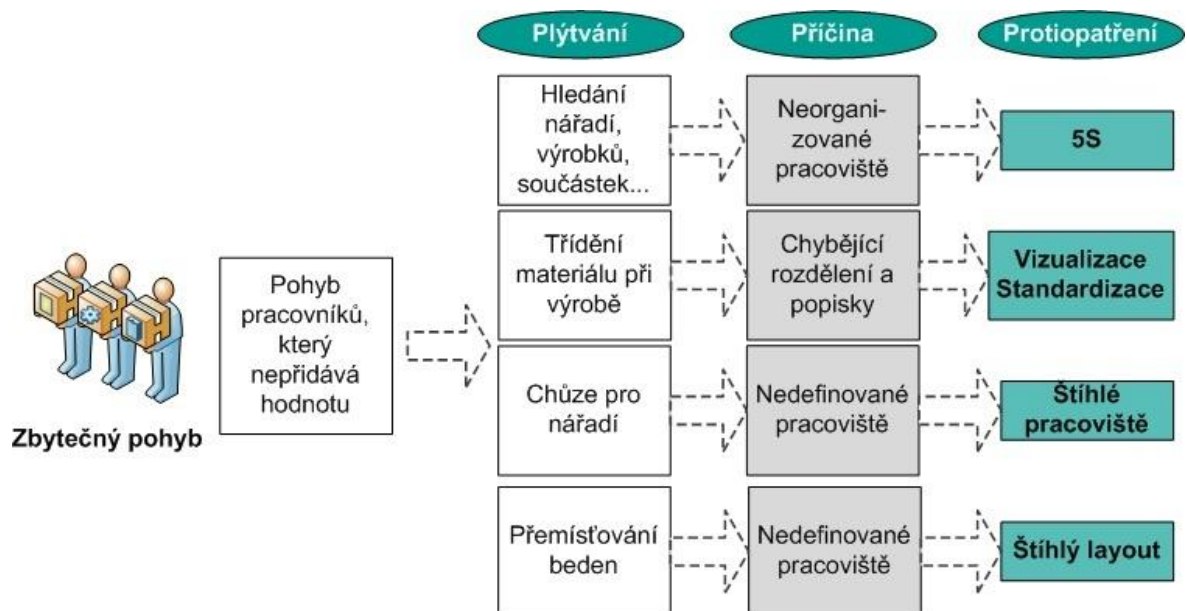 Plýtvání
Příčina
Protiopatření
Hledání
nářadí,
výrobků,
součástek...
Neorgani-
zované
pracoviště
5S
Třídění
materiálu při
výrobě
Chybějící
rozdělení a
popisky
Vizualizace
Standardizace
Pohyb
pracovníků,
který
nepřidává
hodnotu
Zbytečný pohyb
Chůze pro
nářadí
Nedefinované
pracoviště
Štíhlé
pracoviště
Přemísťování
beden
Nedefinované
pracoviště
Štíhlý layout